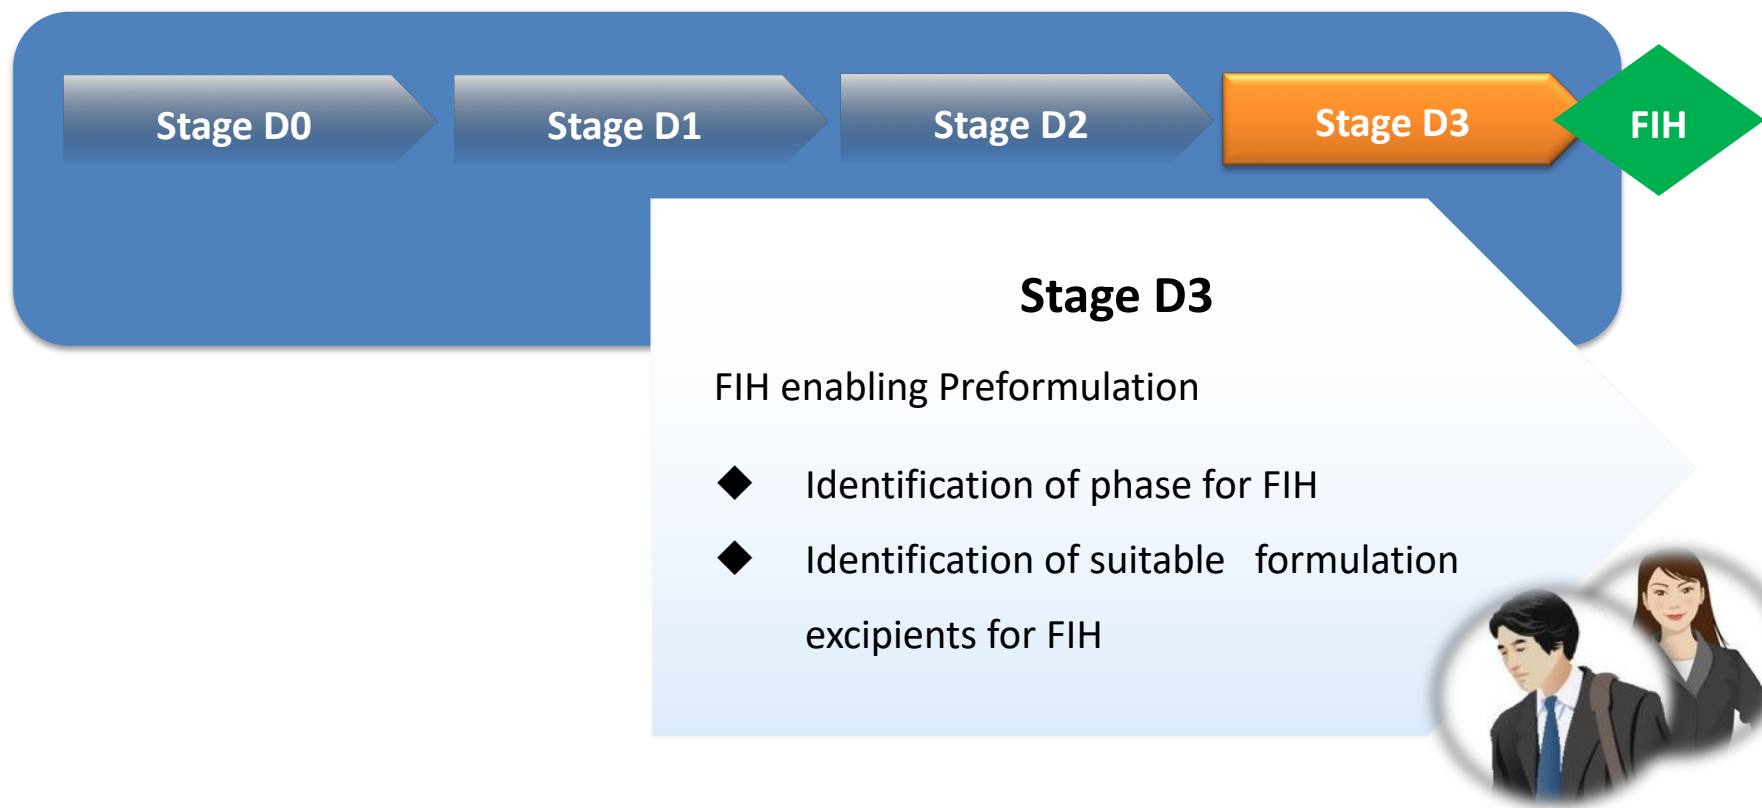 Stage D0
Stage D1
Stage D2
Stage D3
FIH
Stage D3
FIH enabling Preformulation
◆ Identification of phase for FIH
◆ Identification of suitable formulation
excipients for FIH